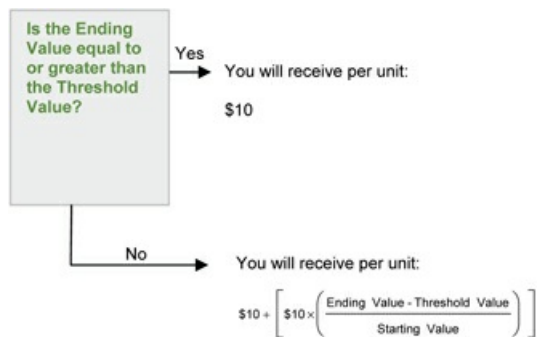 Is the Ending
Value equal to
or greater than
the Threshold
Value?
Yes
You will receive per unit:
$10
No
You will receive per unit:
$10 + [ $10 × ( Ending Value - Threshold Value / Starting Value ) ]